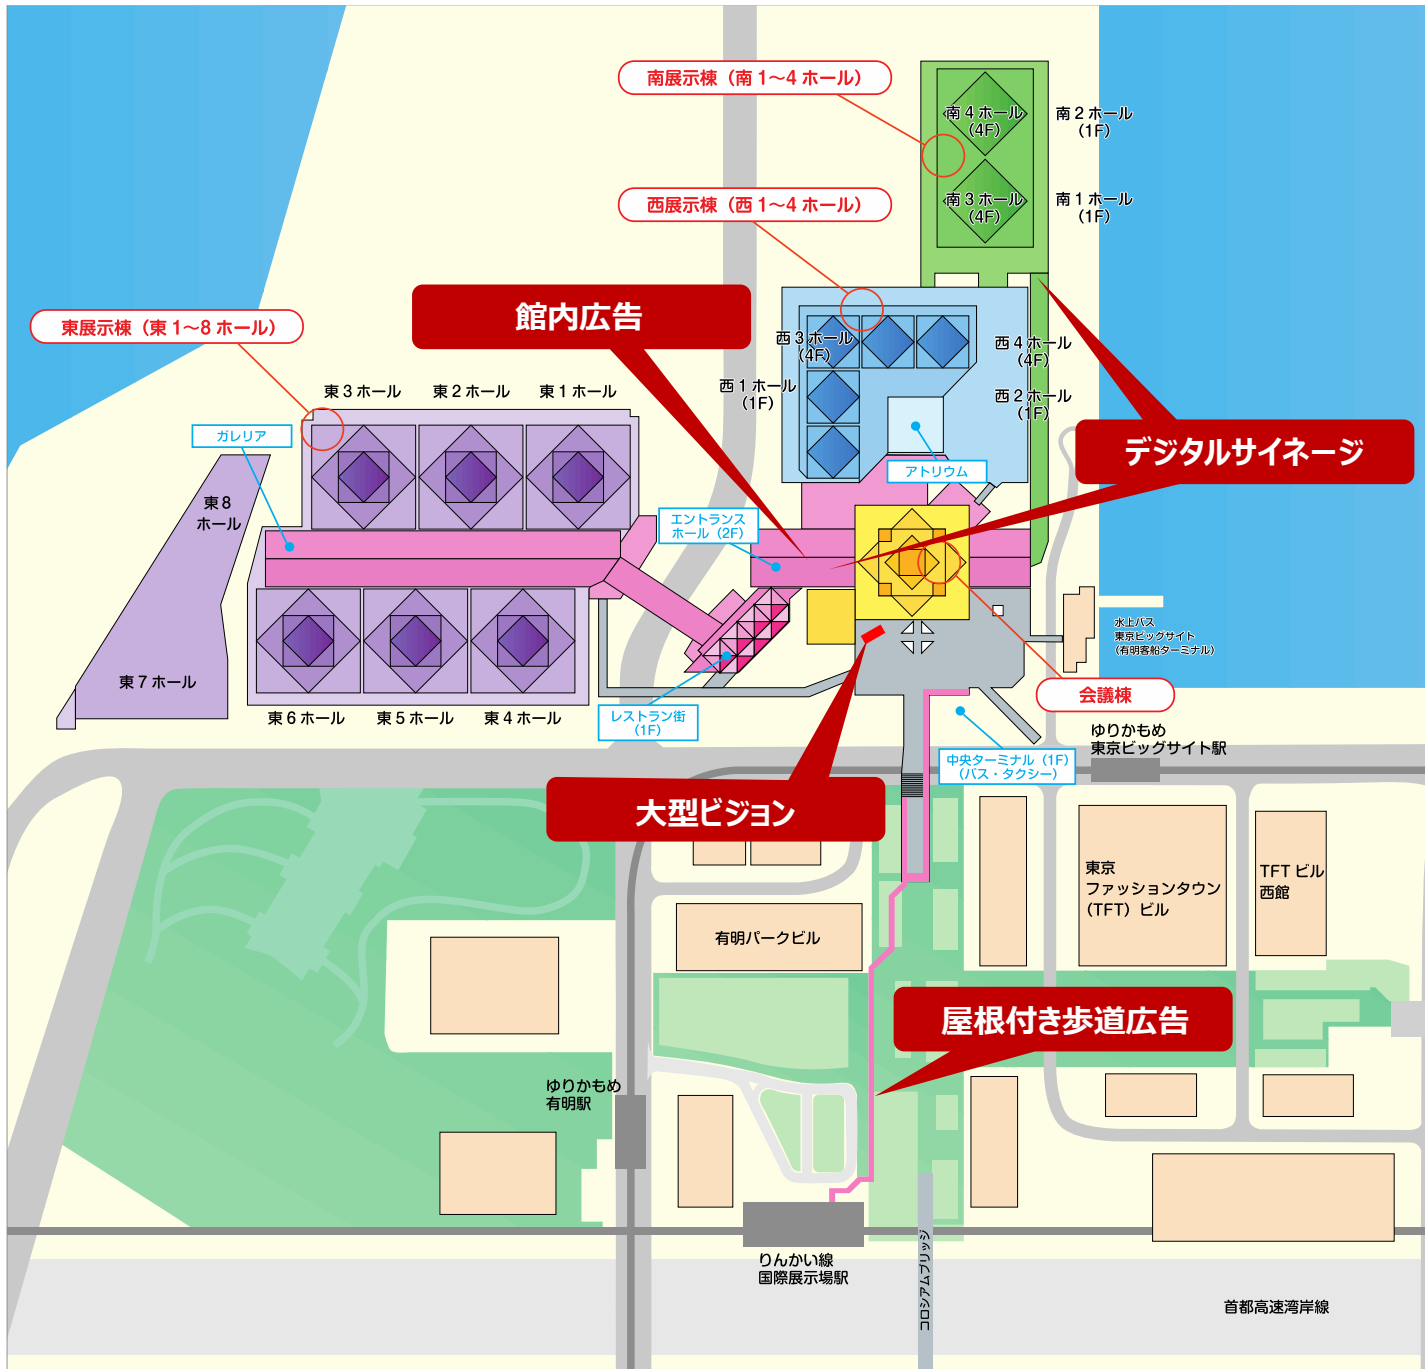 南展示棟（南 1～4 ホール）
南 4 ホール
(4F)
南 2 ホール
(1F)
南 3 ホール
(4F)
南 1 ホール
(1F)
西展示棟（西 1～4 ホール）
館内広告
東展示棟（東 1～8 ホール）
西 3 ホール
(4F)
西 4 ホール
(4F)
西 1 ホール
(1F)
西 2 ホール
(1F)
東 3 ホール
東 2 ホール
東 1 ホール
ガレリア
デジタルサイネージ
アトリウム
東 8
ホール
エントランス
ホール（2F）
水上バス
東京ビッグサイト
（有明客船ターミナル）
東 7 ホール
会議棟
東 6 ホール
東 5 ホール
東 4 ホール
レストラン街
（1F）
ゆりかもめ
東京ビッグサイト駅
中央ターミナル（1F）
（バス・タクシー）
大型ビジョン
東京
ファッションタウン
（TFT）ビル
TFT ビル
西館
有明パークビル
屋根付き歩道広告
ゆりかもめ
有明駅
りんかい線
国際展示場駅
コロシアムブリッジ
首都高速湾岸線